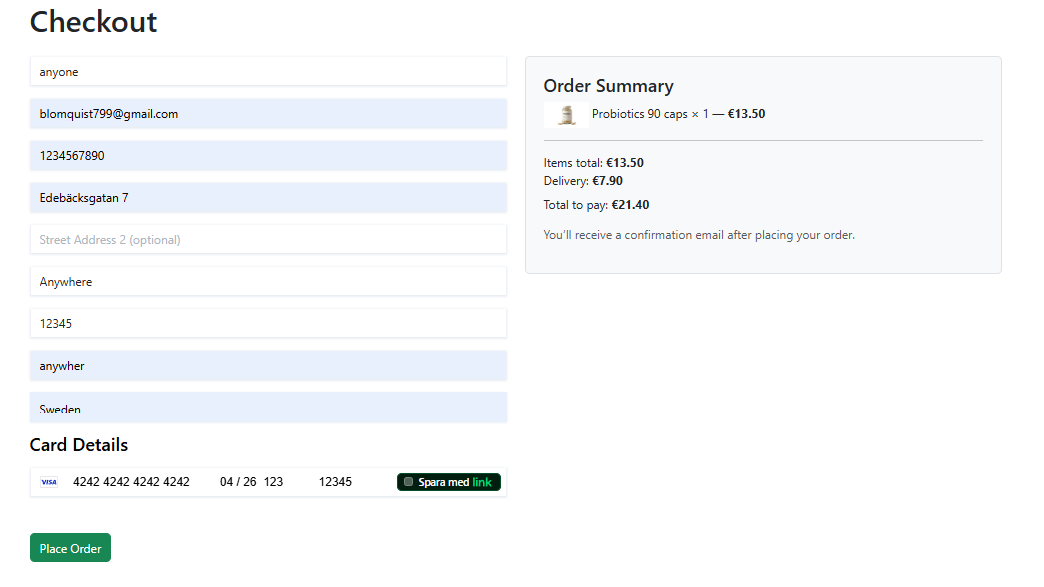 Checkout
anyone
blomquist799@gmail.com
1234567890
Edebäcksgatan 7
Street Address 2 (optional)
Anywhere
12345
anywher
Sweden
Card Details
VISA 4242 4242 4242 4242 04 / 26 123 12345 Spara med link
Place Order
Order Summary
Probiotics 90 caps × 1 — €13.50
Items total: €13.50
Delivery: €7.90
Total to pay: €21.40
You’ll receive a confirmation email after placing your order.